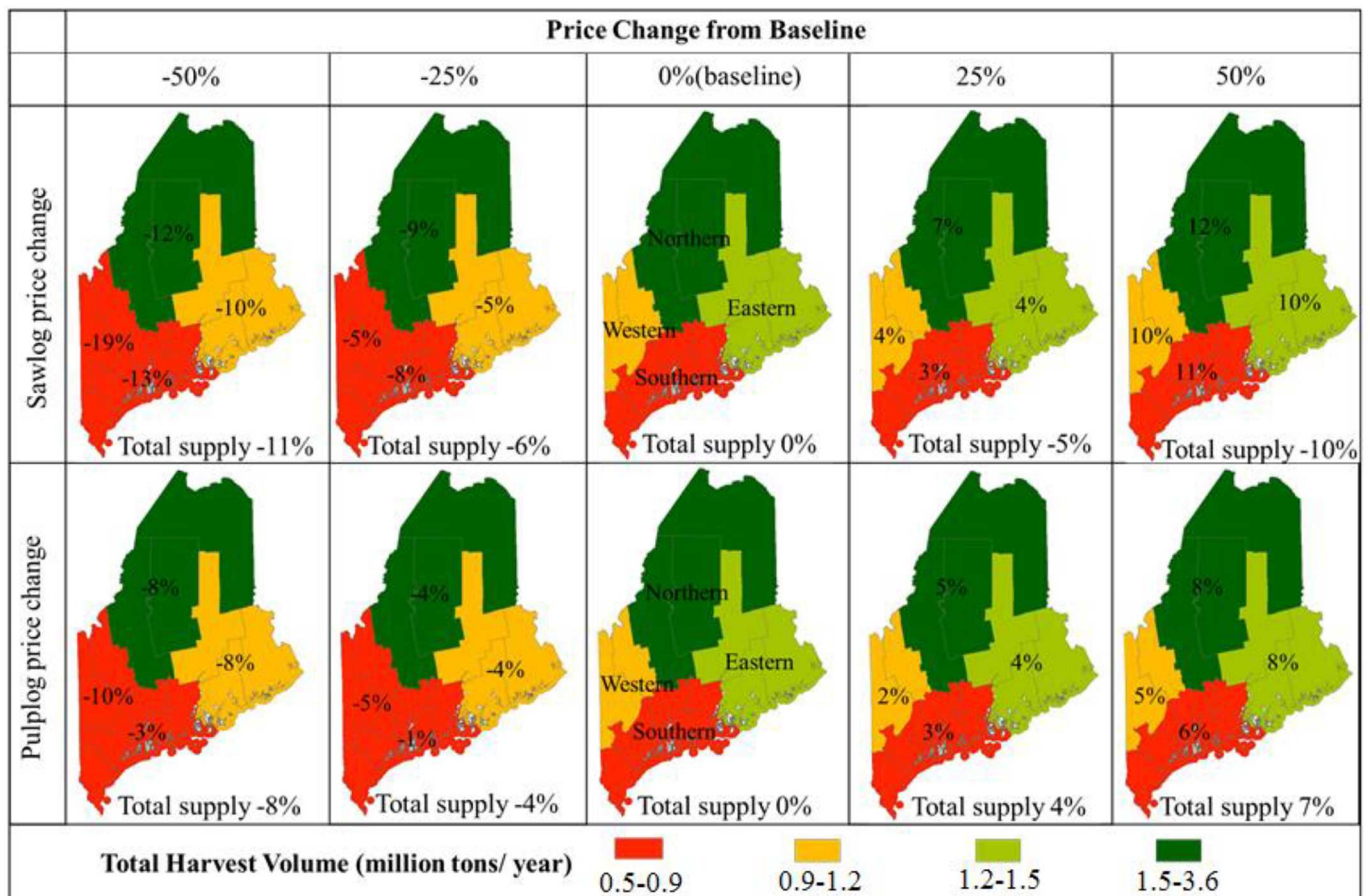 Price Change from Baseline
-50% -25% 0%(baseline) 25% 50%
Sawlog price change
-12%
-10%
-19%
-13%
Total supply -11%
-9%
-5%
-5%
-8%
Total supply -6%
Northern
Eastern
Western
Southern
Total supply 0%
7%
4%
4%
3%
Total supply -5%
12%
10%
10%
11%
Total supply -10%
Pulplog price change
-8%
-8%
-10%
-3%
Total supply -8%
-4%
-4%
-5%
-1%
Total supply -4%
Northern
Eastern
Western
Southern
Total supply 0%
5%
4%
2%
3%
Total supply 4%
8%
8%
5%
6%
Total supply 7%
Total Harvest Volume (million tons/ year)
0.5-0.9 0.9-1.2 1.2-1.5 1.5-3.6